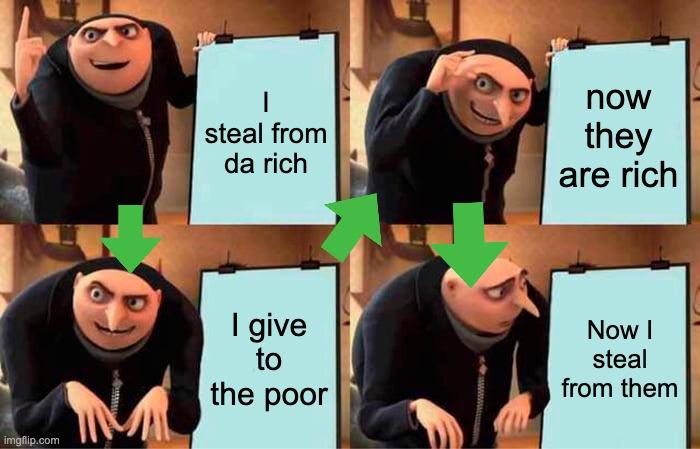 I
steal from
da rich
I give
to
the poor
now
they
are rich
Now I
steal
from them
imgflip.com